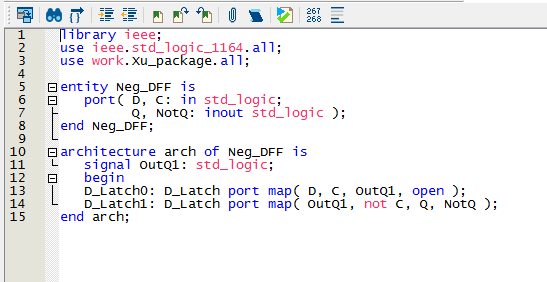 267
268
1 library ieee;
2 use ieee.std_logic_1164.all;
3 use work.Xu_package.all;
4
5 entity Neg_DFF is
6 port( D, C: in std_logic;
7 Q, NotQ: inout std_logic );
8 end Neg_DFF;
9
10 architecture arch of Neg_DFF is
11 signal OutQ1: std_logic;
12 begin
13 D_Latch0: D_Latch port map( D, C, OutQ1, open );
14 D_Latch1: D_Latch port map( OutQ1, not C, Q, NotQ );
15 end arch;